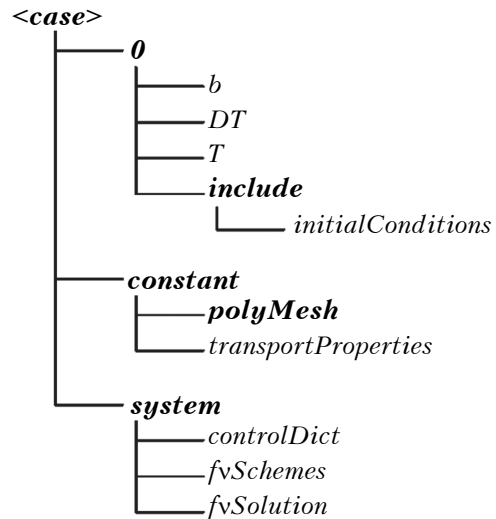 <case>
0
b
DT
T
include
initialConditions
constant
polyMesh
transportProperties
system
controlDict
fvSchemes
fvSolution